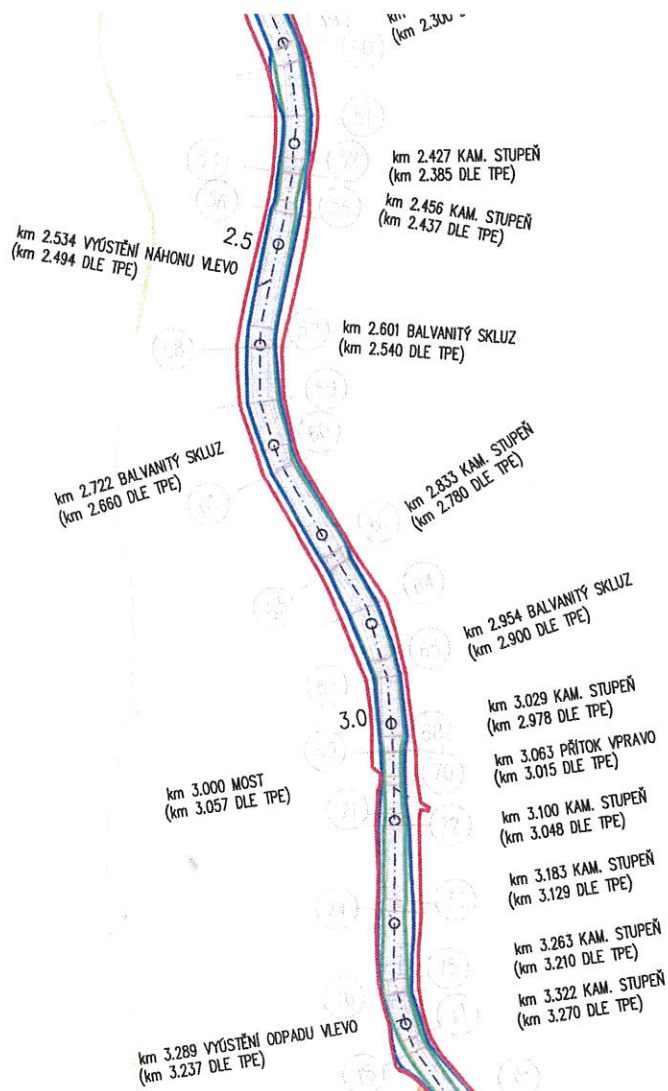 km
(km 2.300
km 2.427 KAM. STUPEŇ
(km 2.385 DLE TPE)
km 2.456 KAM. STUPEŇ
(km 2.437 DLE TPE)
km 2.534 VYÚSTĚNÍ NÁHONU VLEVO
(km 2.494 DLE TPE)
2.5
km 2.601 BALVANITÝ SKLUZ
(km 2.540 DLE TPE)
km 2.722 BALVANITÝ SKLUZ
(km 2.660 DLE TPE)
km 2.833 KAM. STUPEŇ
(km 2.780 DLE TPE)
km 2.954 BALVANITÝ SKLUZ
(km 2.900 DLE TPE)
km 3.029 KAM. STUPEŇ
(km 2.978 DLE TPE)
3.0
km 3.063 PŘÍTOK VPRAVO
(km 3.015 DLE TPE)
km 3.000 MOST
(km 3.057 DLE TPE)
km 3.100 KAM. STUPEŇ
(km 3.048 DLE TPE)
km 3.183 KAM. STUPEŇ
(km 3.129 DLE TPE)
km 3.263 KAM. STUPEŇ
(km 3.210 DLE TPE)
km 3.322 KAM. STUPEŇ
(km 3.270 DLE TPE)
km 3.289 VYÚSTĚNÍ ODPADU VLEVO
(km 3.237 DLE TPE)